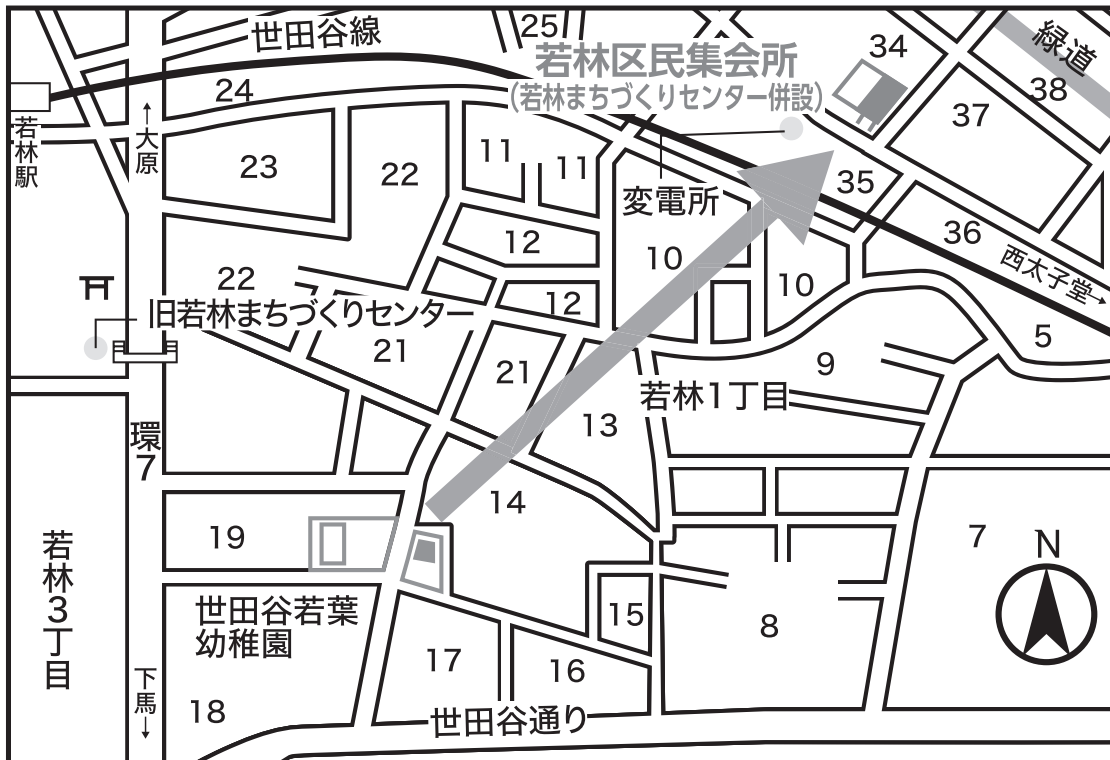 世田谷線
25
若林区民集会所
(若林まちづくりセンター併設)
34
緑道
38
37
24
若林駅
←大原
23
22
11
11
変電所
35
36
西太子堂→
12
10
10
12
22
旧若林まちづくりセンター
21
21
5
9
若林1丁目
13
環7
14
19
7
N
若林3丁目
世田谷若葉
幼稚園
15
8
17
16
下馬→
18
世田谷通り